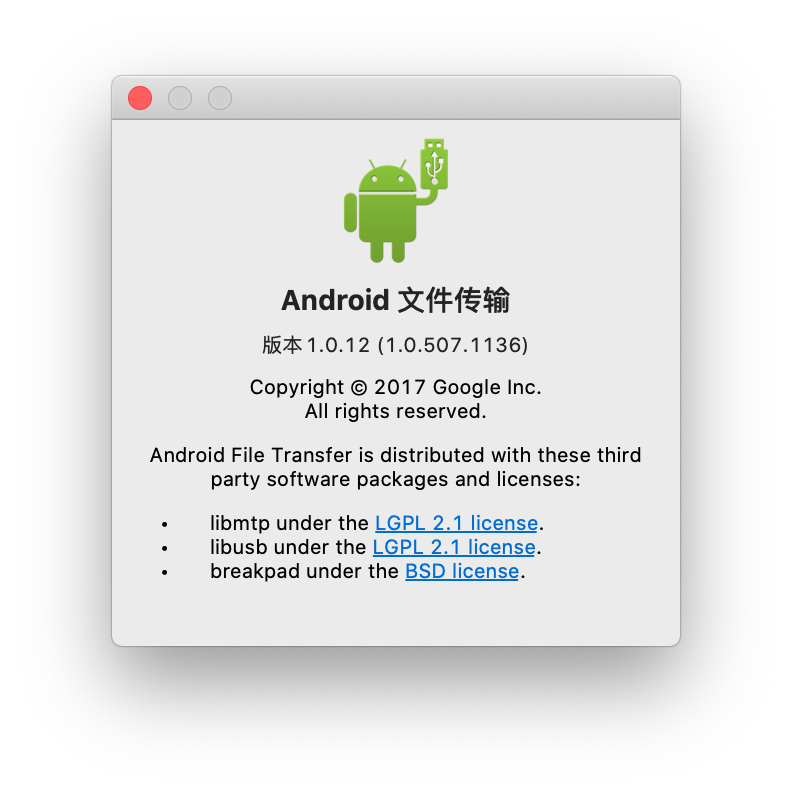 Android 文件传输
版本 1.0.12 (1.0.507.1136)
Copyright © 2017 Google Inc.
All rights reserved.
Android File Transfer is distributed with these third
party software packages and licenses:
• libmtp under the LGPL 2.1 license.
• libusb under the LGPL 2.1 license.
• breakpad under the BSD license.